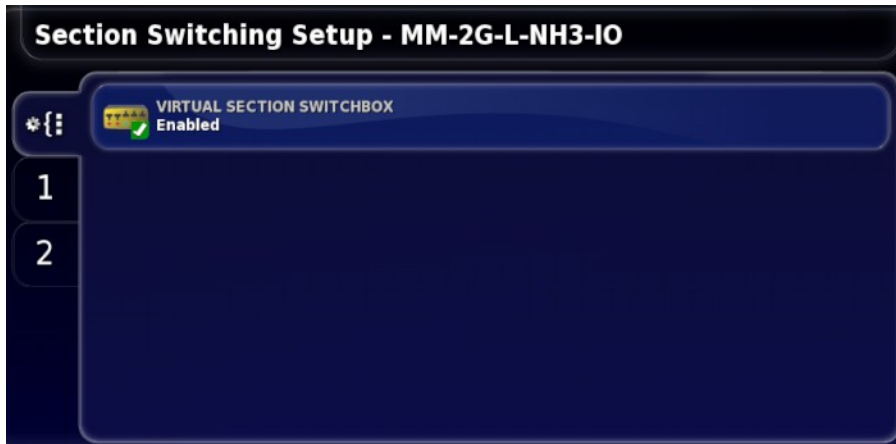 Section Switching Setup - MM-2G-L-NH3-IO
VIRTUAL SECTION SWITCHBOX
Enabled
1
2